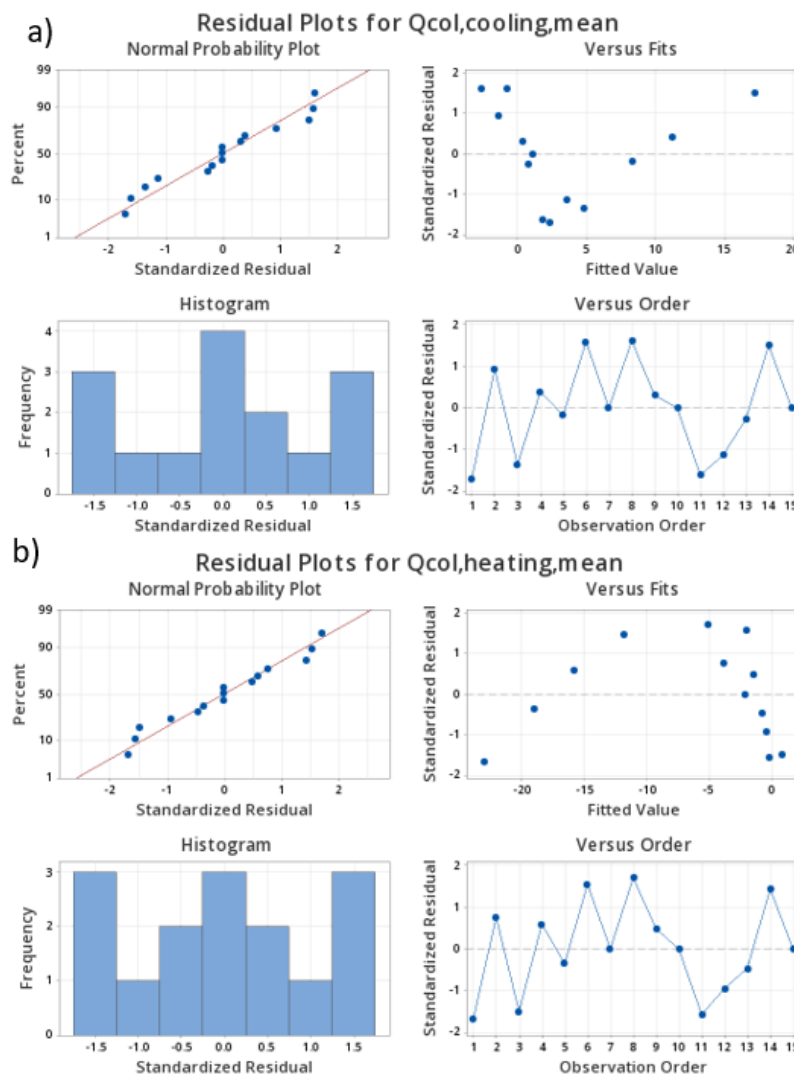 a)
Residual Plots for Qcol,cooling,mean
Normal Probability Plot
99
90
50
10
1
Percent
-2 -1 0 1 2
Standardized Residual
Versus Fits
2
1
0
-1
-2
Standardized Residual
0 5 10 15 20
Fitted Value
Histogram
4
3
2
1
0
Frequency
-1.5 -1.0 -0.5 0.0 0.5 1.0 1.5
Standardized Residual
Versus Order
2
1
0
-1
-2
Standardized Residual
1 2 3 4 5 6 7 8 9 10 11 12 13 14 15
Observation Order
b)
Residual Plots for Qcol,heating,mean
Normal Probability Plot
99
90
50
10
1
Percent
-2 -1 0 1 2
Standardized Residual
Versus Fits
2
1
0
-1
-2
Standardized Residual
-20 -15 -10 -5 0
Fitted Value
Histogram
3
2
1
0
Frequency
-1.5 -1.0 -0.5 0.0 0.5 1.0 1.5
Standardized Residual
Versus Order
2
1
0
-1
-2
Standardized Residual
1 2 3 4 5 6 7 8 9 10 11 12 13 14 15
Observation Order